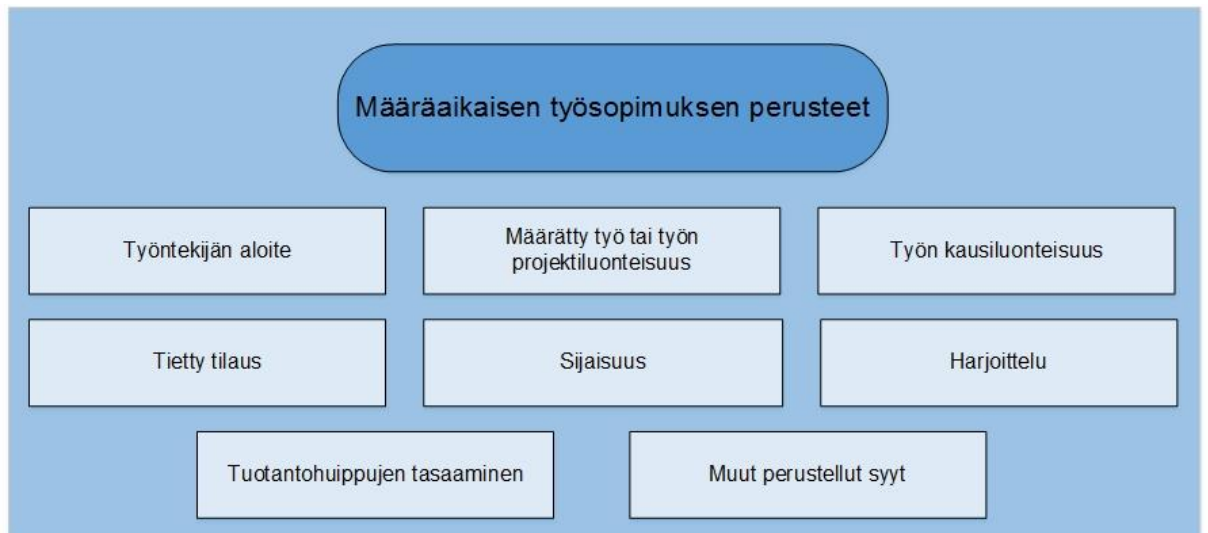 Määräaikaisen työsopimuksen perusteet
Työntekijän aloite
Määrätty työ tai työn
projektiluonteisuus
Työn kausiluonteisuus
Tietty tilaus
Sijaisuus
Harjoittelu
Tuotantohuippujen tasaaminen
Muut perustellut syyt